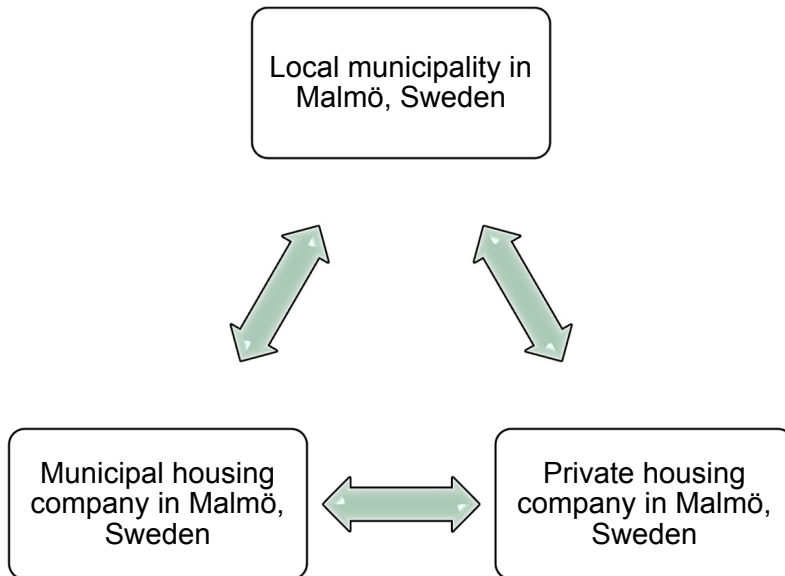 Local municipality in
Malmö, Sweden
Municipal housing
company in Malmö,
Sweden
Private housing
company in Malmö,
Sweden